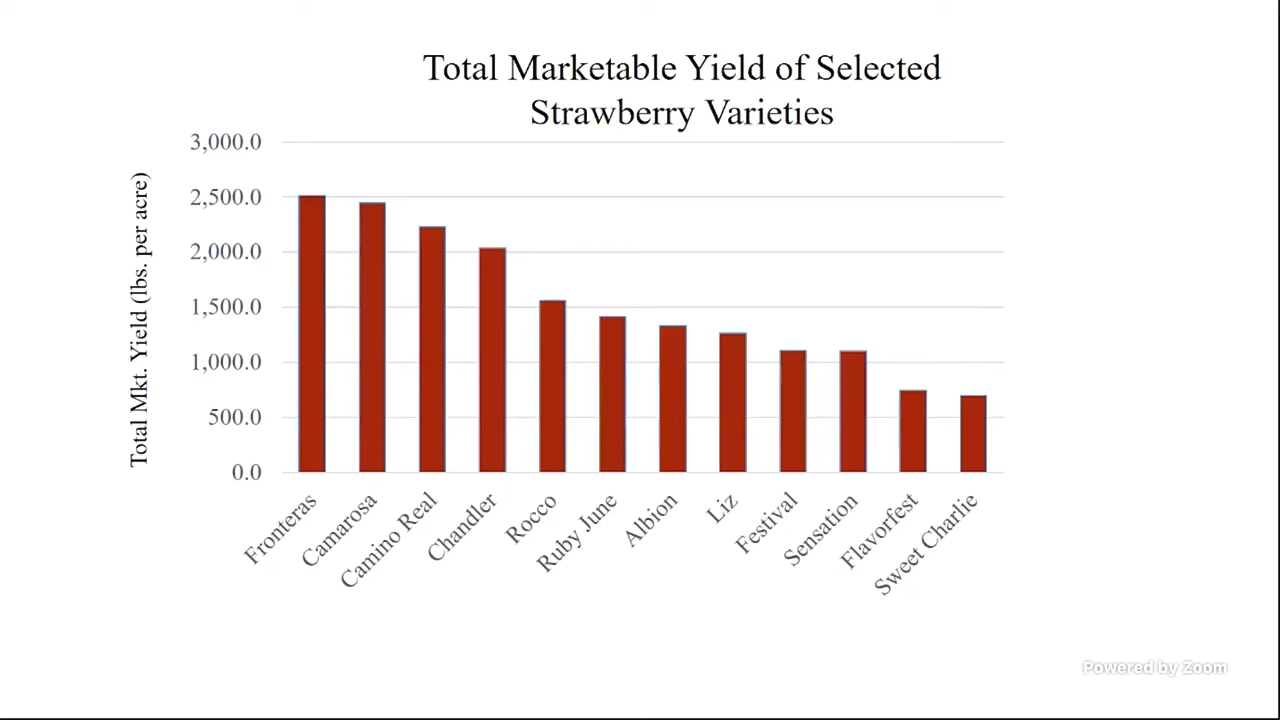 Total Marketable Yield of Selected
Strawberry Varieties
Total Mkt. Yield (lbs. per acre)
3,000.0
2,500.0
2,000.0
1,500.0
1,000.0
500.0
0.0
Fronteras
Camarosa
Camino Real
Chandler
Rocco
Ruby June
Albion
Liz
Festival
Sensation
Flavorfest
Sweet Charlie
Powered by Zoom